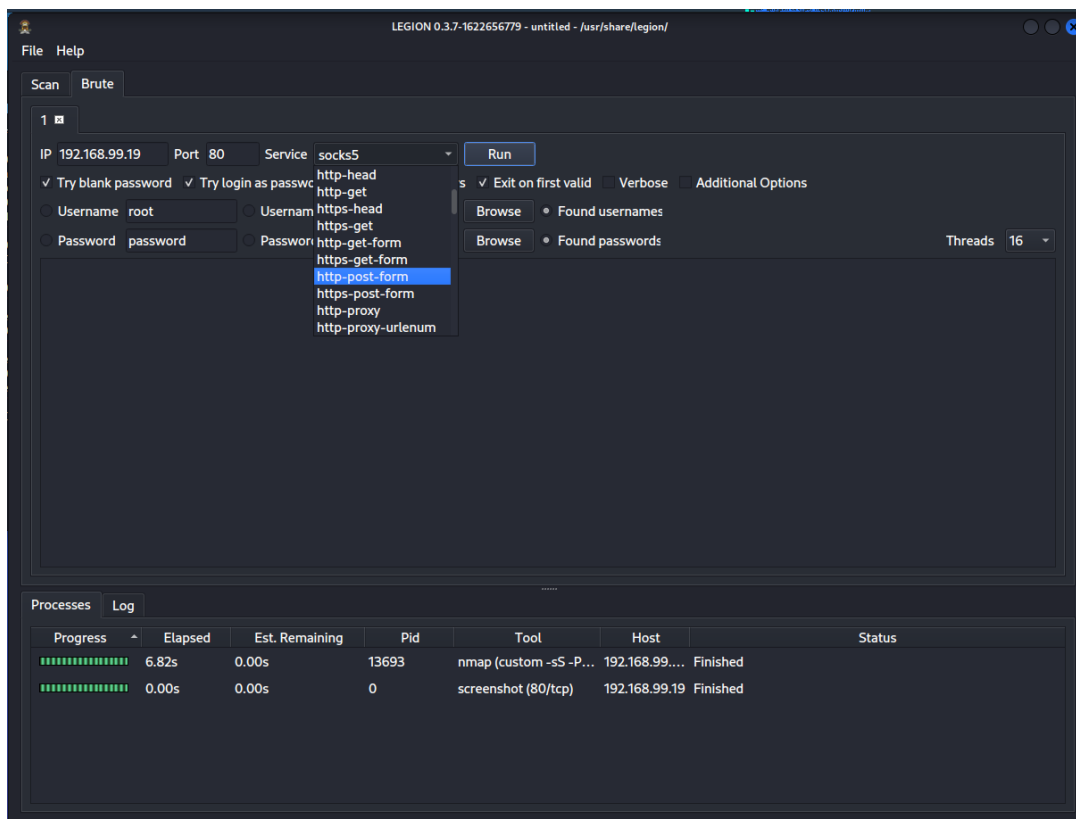 LEGION 0.3.7-1622656779 - untitled - /usr/share/legion/
File Help
Scan Brute
1
IP 192.168.99.19 Port 80 Service socks5 Run
Try blank password Try login as passwo s Exit on first valid Verbose Additional Options
http-head
http-get
https-head
https-get
http-get-form
https-get-form
http-post-form
https-post-form
http-proxy
http-proxy-urlenum
Username root Usernam Browse Found usernames
Password password Passwor Browse Found passwords Threads 16
Processes Log
Progress Elapsed Est. Remaining Pid Tool Host Status
6.82s 0.00s 13693 nmap (custom -sS -P... 192.168.99.... Finished
0.00s 0.00s 0 screenshot (80/tcp) 192.168.99.19 Finished